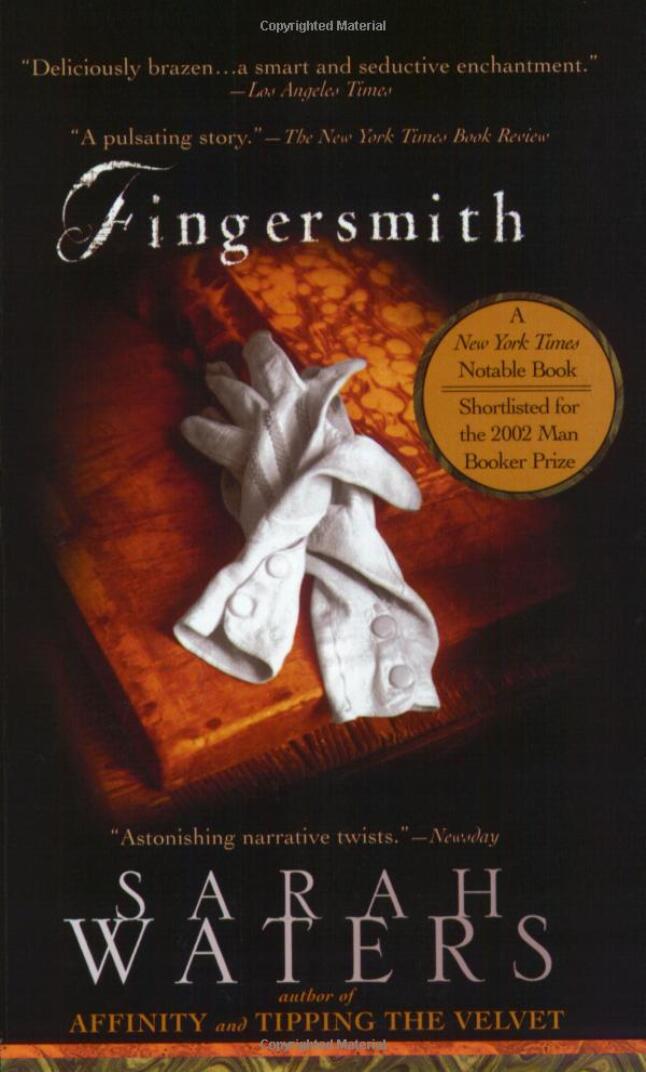 Copyrighted Material
“Deliciously brazen...a smart and seductive enchantment.”
—Los Angeles Times
“A pulsating story.”—The New York Times Book Review
Fingersmith
A
New York Times
Notable Book
Shortlisted for
the 2002 Man
Booker Prize
“Astonishing narrative twists.”—Newsday
SARAH
WATERS
author of
AFFINITY and TIPPING THE VELVET
Copyrighted Material